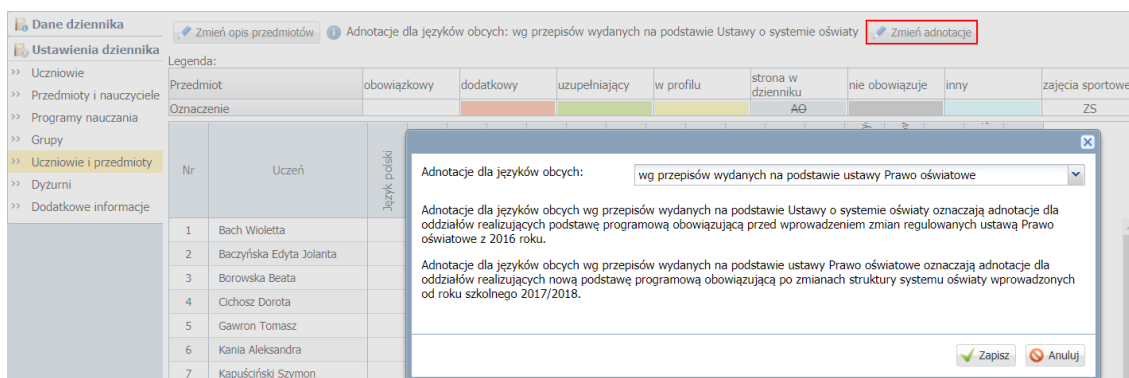 Dane dziennika
Ustawienia dziennika
Uczniowie
Przedmioty i nauczyciele
Programy nauczania
Grupy
Uczniowie i przedmioty
Dyżurni
Dodatkowe informacje
Zmień opis przedmiotów Adnotacje dla języków obcych: wg przepisów wydanych na podstawie Ustawy o systemie oświaty Zmień adnotacje
Legenda:
Przedmiot obowiązkowy dodatkowy uzupełniający w profilu strona w dzienniku nie obowiązuje inny zajęcia sportowe
Oznaczenie AO ZS
Nr Uczeń Język polski
1 Bach Wioletta
2 Baczyńska Edyta Jolanta
3 Borowska Beata
4 Cichosz Dorota
5 Gawron Tomasz
6 Kania Aleksandra
7 Kapuściński Szymon
Adnotacje dla języków obcych: wg przepisów wydanych na podstawie ustawy Prawo oświatowe
Adnotacje dla języków obcych wg przepisów wydanych na podstawie Ustawy o systemie oświaty oznaczają adnotacje dla
oddziałów realizujących podstawę programową obowiązującą przed wprowadzeniem zmian regulowanych ustawą Prawo
oświatowe z 2016 roku.
Adnotacje dla języków obcych wg przepisów wydanych na podstawie ustawy Prawo oświatowe oznaczają adnotacje dla
oddziałów realizujących nową podstawę programową obowiązującą po zmianach struktury systemu oświaty wprowadzonych
od roku szkolnego 2017/2018.
Zapisz Anuluj